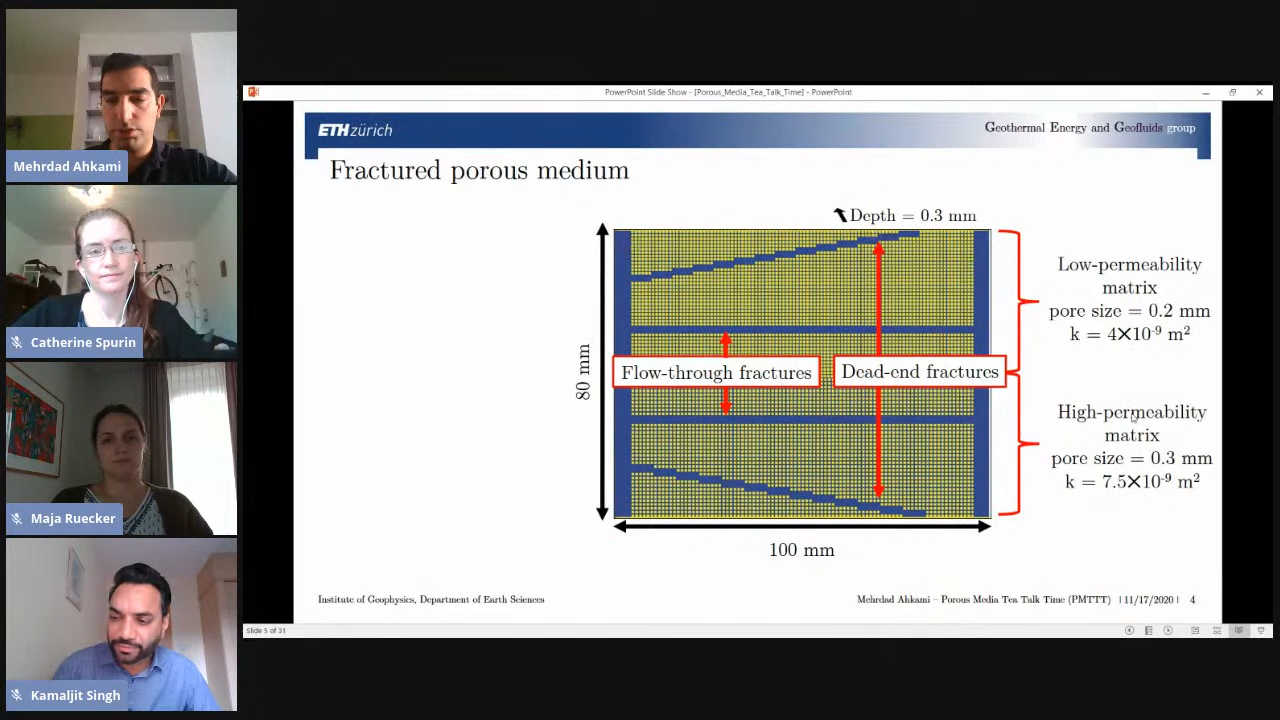 Mehrdad Ahkami
Catherine Spurin
Maja Ruecker
Kamaljit Singh
PowerPoint Slide Show - [Porous_Media_Tea_Talk_Time] - PowerPoint
ETH zürich
Geothermal Energy and Geofluids group
Fractured porous medium
Depth = 0.3 mm
80 mm
Flow-through fractures
Dead-end fractures
100 mm
Low-permeability
matrix
pore size = 0.2 mm
k = 4×10⁻⁹ m²
High-permeability
matrix
pore size = 0.3 mm
k = 7.5×10⁻⁹ m²
Institute of Geophysics, Department of Earth Sciences
Mehrdad Ahkami – Porous Media Tea Talk Time (PMTTT) | 11/17/2020 | 4
Slide 5 of 31